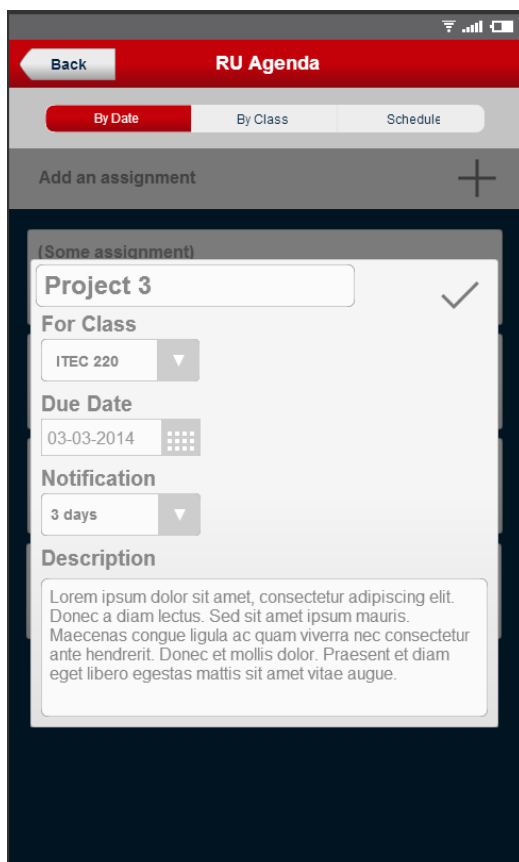 Back
RU Agenda
By Date
By Class
Schedule
Add an assignment
(Some assignment)
Project 3
For Class
ITEC 220
Due Date
03-03-2014
Notification
3 days
Description
Lorem ipsum dolor sit amet, consectetur adipiscing elit.
Donec a diam lectus. Sed sit amet ipsum mauris.
Maecenas congue ligula ac quam viverra nec consectetur
ante hendrerit. Donec et mollis dolor. Praesent et diam
eget libero egestas mattis sit amet vitae augue.